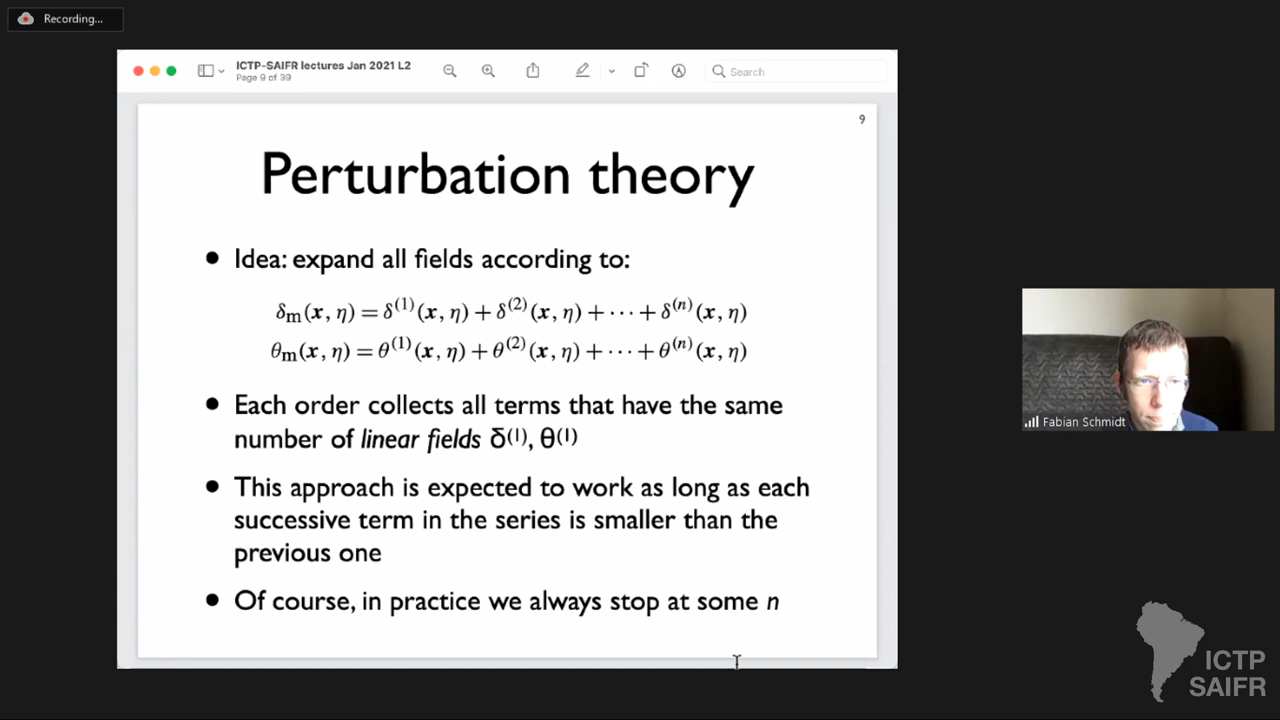 Recording...
ICTP-SAIFR lectures Jan 2021 L2
Page 9 of 39
Search
9
Perturbation theory
• Idea: expand all fields according to:
δₘ(x, η) = δ⁽¹⁾(x, η) + δ⁽²⁾(x, η) + ··· + δ⁽ⁿ⁾(x, η)
θₘ(x, η) = θ⁽¹⁾(x, η) + θ⁽²⁾(x, η) + ··· + θ⁽ⁿ⁾(x, η)
• Each order collects all terms that have the same
number of linear fields δ⁽¹⁾, θ⁽¹⁾
• This approach is expected to work as long as each
successive term in the series is smaller than the
previous one
• Of course, in practice we always stop at some n
Fabian Schmidt
ICTP
SAIFR